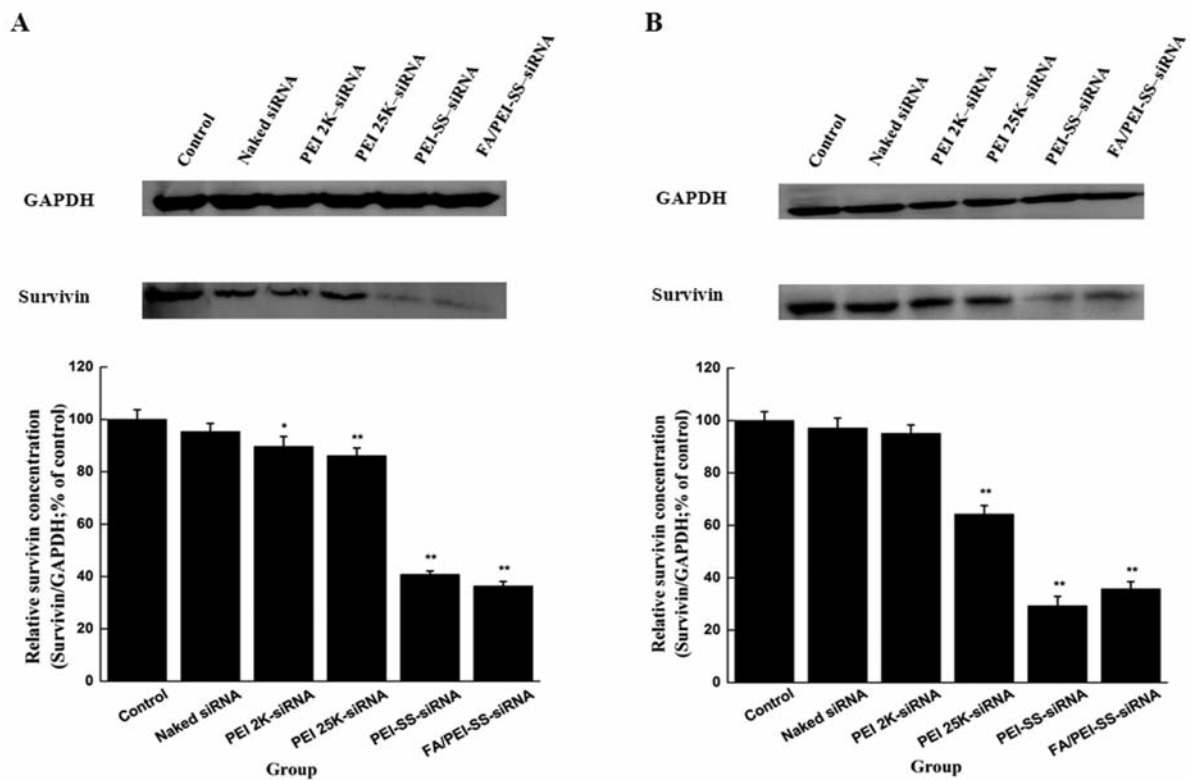 A
Control
Naked siRNA
PEI 2K–siRNA
PEI 25K–siRNA
PEI-SS–siRNA
FA/PEI-SS–siRNA
GAPDH
Survivin
Relative survivin concentration
(Survivin/GAPDH;% of control)
120
100
80
60
40
20
0
*
**
**
**
Control
Naked siRNA
PEI 2K-siRNA
PEI 25K-siRNA
PEI-SS-siRNA
FA/PEI-SS-siRNA
Group
B
Control
Naked siRNA
PEI 2K–siRNA
PEI 25K–siRNA
PEI-SS–siRNA
FA/PEI-SS–siRNA
GAPDH
Survivin
Relative survivin concentration
(Survivin/GAPDH;% of control)
120
100
80
60
40
20
0
**
**
**
Control
Naked siRNA
PEI 2K-siRNA
PEI 25K-siRNA
PEI-SS-siRNA
FA/PEI-SS-siRNA
Group